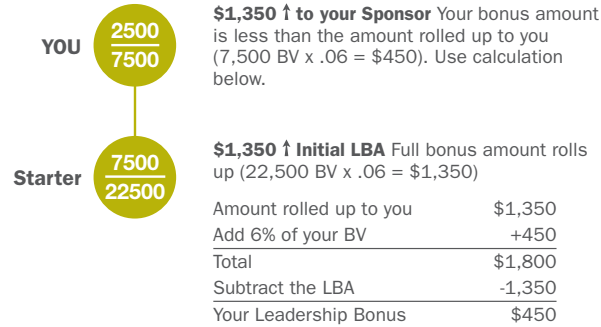 YOU
2500
7500
$1,350 ↑ to your Sponsor Your bonus amount
is less than the amount rolled up to you
(7,500 BV x .06 = $450). Use calculation
below.
Starter
7500
22500
$1,350 ↑ Initial LBA Full bonus amount rolls
up (22,500 BV x .06 = $1,350)
Amount rolled up to you $1,350
Add 6% of your BV +450
Total $1,800
Subtract the LBA -1,350
Your Leadership Bonus $450